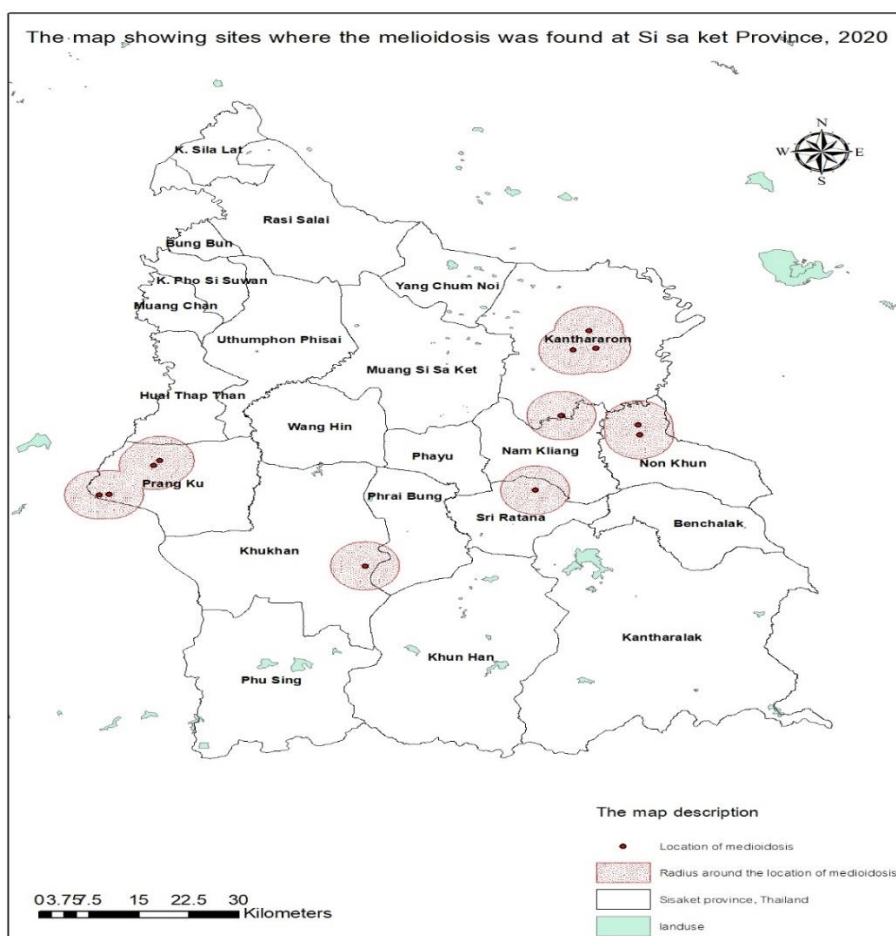 The map showing sites where the melioidosis was found at Si sa ket Province, 2020
N
W E
S
K. Sila Lat
Rasi Salai
Bung Bun
K. Pho Si Suwan
Yang Chum Noi
Muang Chan
Uthumphon Phisai
Kanthararom
Muang Si Sa Ket
Huai Thap Than
Wang Hin
Phayu
Nam Kliang
Non Khun
Prang Ku
Phrai Bung
Sri Ratana
Benchalak
Khukhan
Kantharalak
Khun Han
Phu Sing
The map description
Location of medioidosis
Radius around the location of medioidosis
Sisaket province, Thailand
landuse
0 3.75 7.5 15 22.5 30
Kilometers